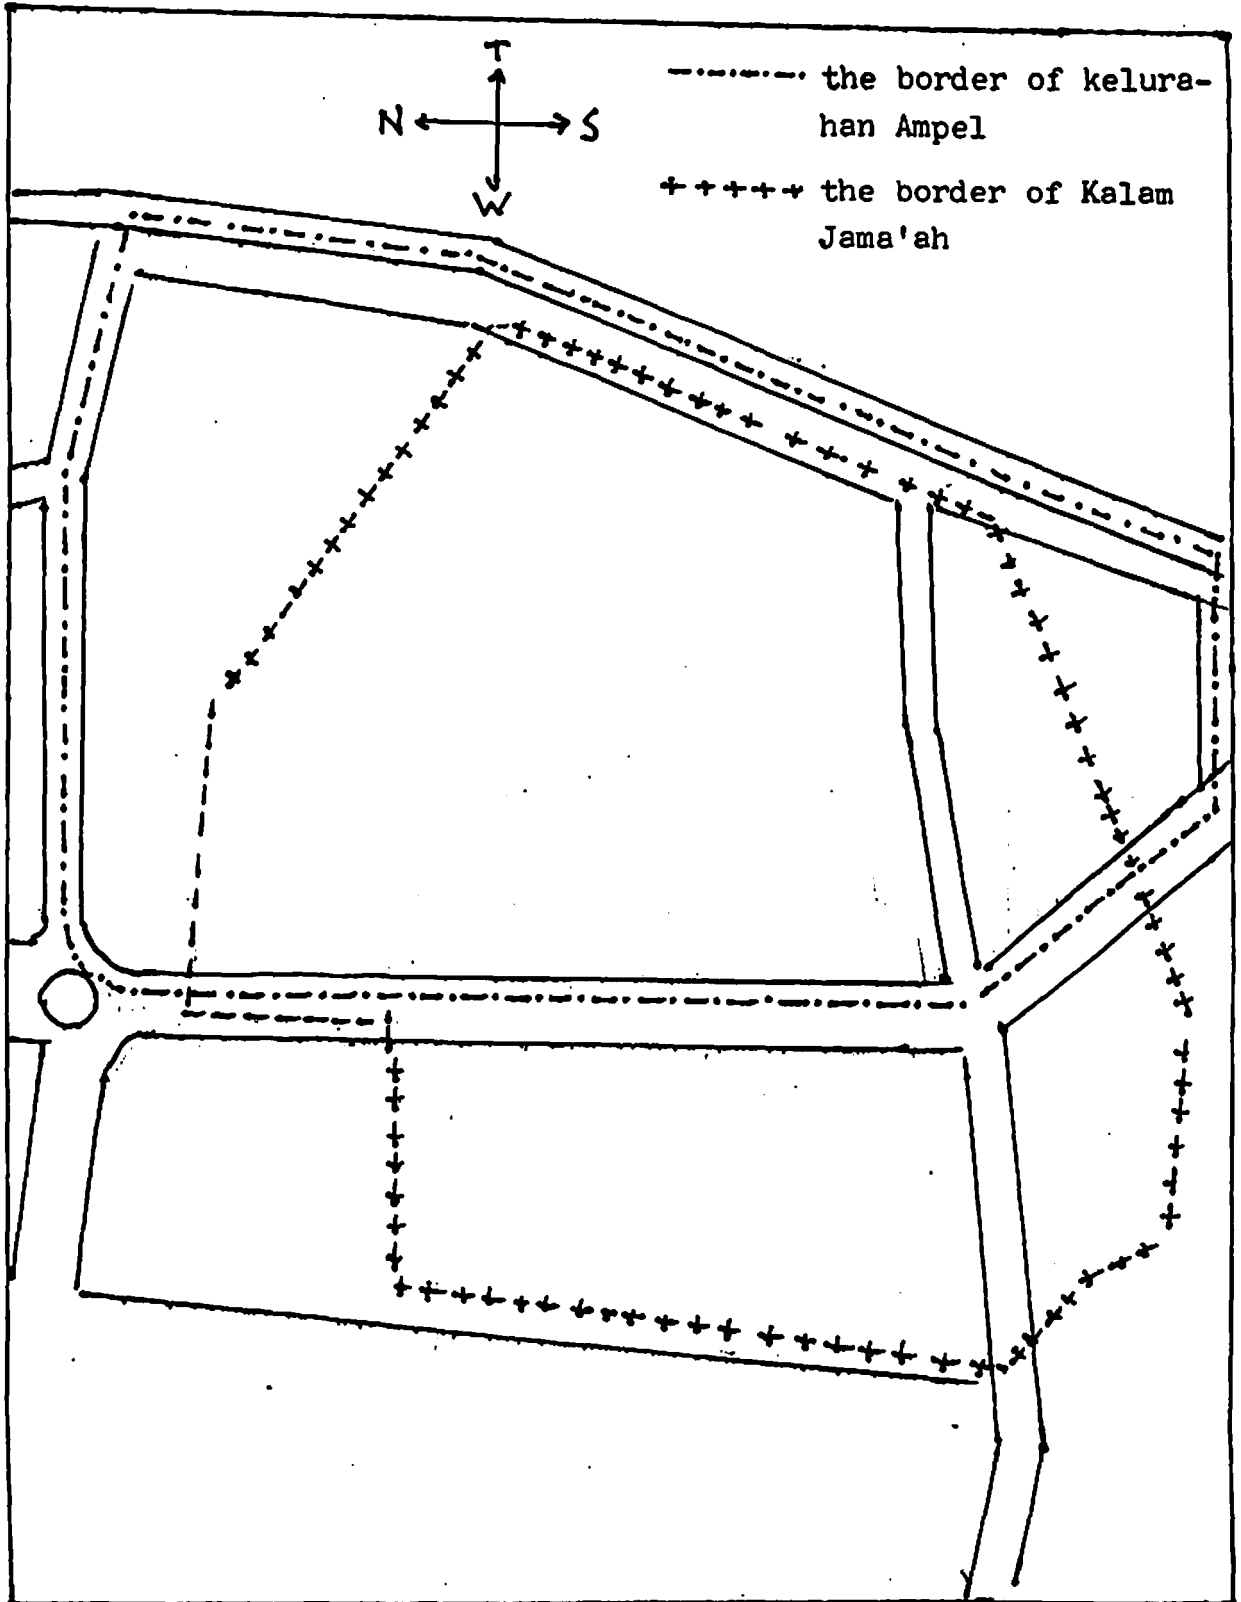 T
N S
W
the border of kelura-
han Ampel
the border of Kalam
Jama'ah